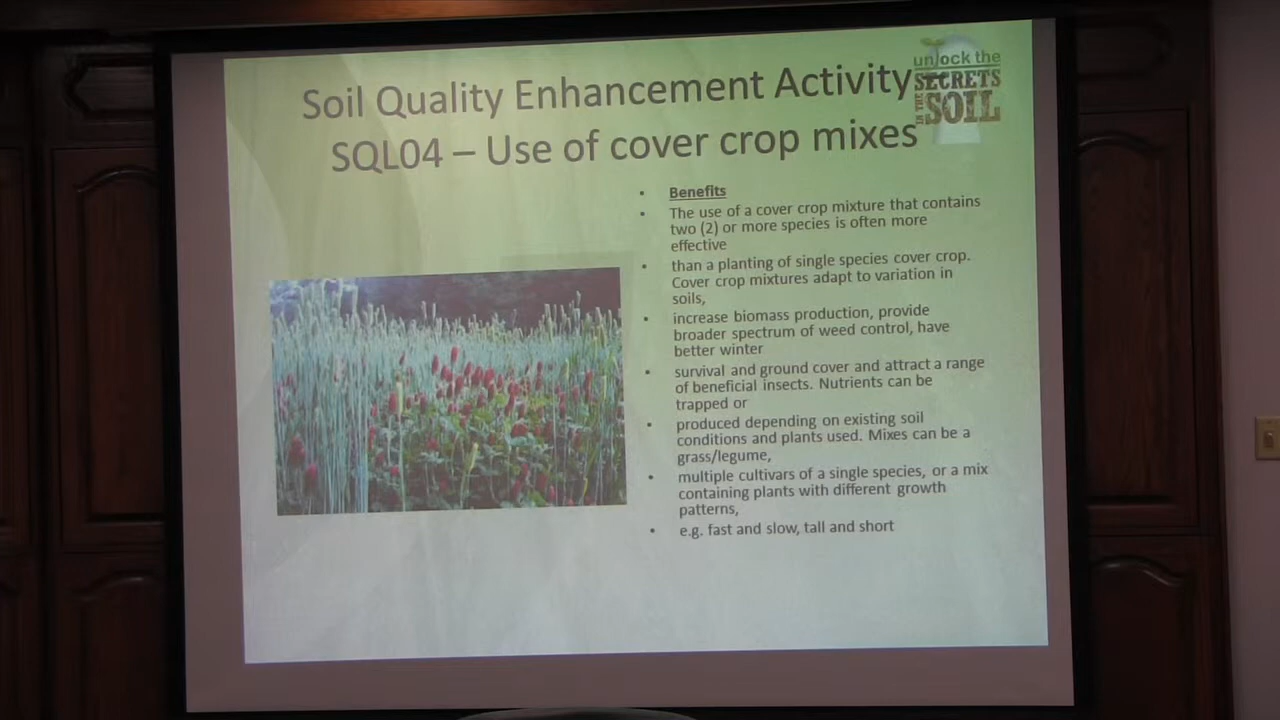 Soil Quality Enhancement Activity
SQL04 – Use of cover crop mixes
unlock the
SECRETS
IN THE
SOIL
• Benefits
• The use of a cover crop mixture that contains
two (2) or more species is often more
effective
• than a planting of single species cover crop.
Cover crop mixtures adapt to variation in
soils,
• increase biomass production, provide
broader spectrum of weed control, have
better winter
• survival and ground cover and attract a range
of beneficial insects. Nutrients can be
trapped or
• produced depending on existing soil
conditions and plants used. Mixes can be a
grass/legume,
• multiple cultivars of a single species, or a mix
containing plants with different growth
patterns,
• e.g. fast and slow, tall and short